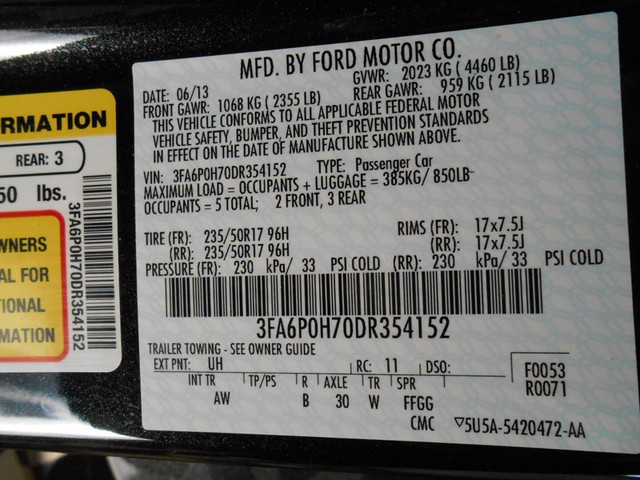 MFD. BY FORD MOTOR CO.
DATE: 06/13 GVWR: 2023 KG ( 4460 LB)
FRONT GAWR: 1068 KG ( 2355 LB) REAR GAWR: 959 KG ( 2115 LB)
THIS VEHICLE CONFORMS TO ALL APPLICABLE FEDERAL MOTOR
VEHICLE SAFETY, BUMPER, AND THEFT PREVENTION STANDARDS
IN EFFECT ON THE DATE OF MANUFACTURE SHOWN ABOVE.
VIN: 3FA6P0H70DR354152 TYPE: Passenger Car
MAXIMUM LOAD = OCCUPANTS + LUGGAGE = 385KG/ 850LB
OCCUPANTS = 5 TOTAL; 2 FRONT, 3 REAR
TIRE (FR): 235/50R17 96H RIMS (FR): 17x7.5J
(RR): 235/50R17 96H (RR): 17x7.5J
PRESSURE (FR): 230 kPa/ 33 PSI COLD (RR): 230 kPa/ 33 PSI COLD
3FA6P0H70DR354152
TRAILER TOWING - SEE OWNER GUIDE
EXT PNT: UH RC: 11 DSO: F0053
R0071
INT TR TP/PS R AXLE TR SPR
AW B 30 W FFGG
CMC 5U5A-5420472-AA
ORMATION
REAR: 3
50 lbs.
WNERS
AL FOR
TIONAL
RMATION
3FA6P0H70DR354152